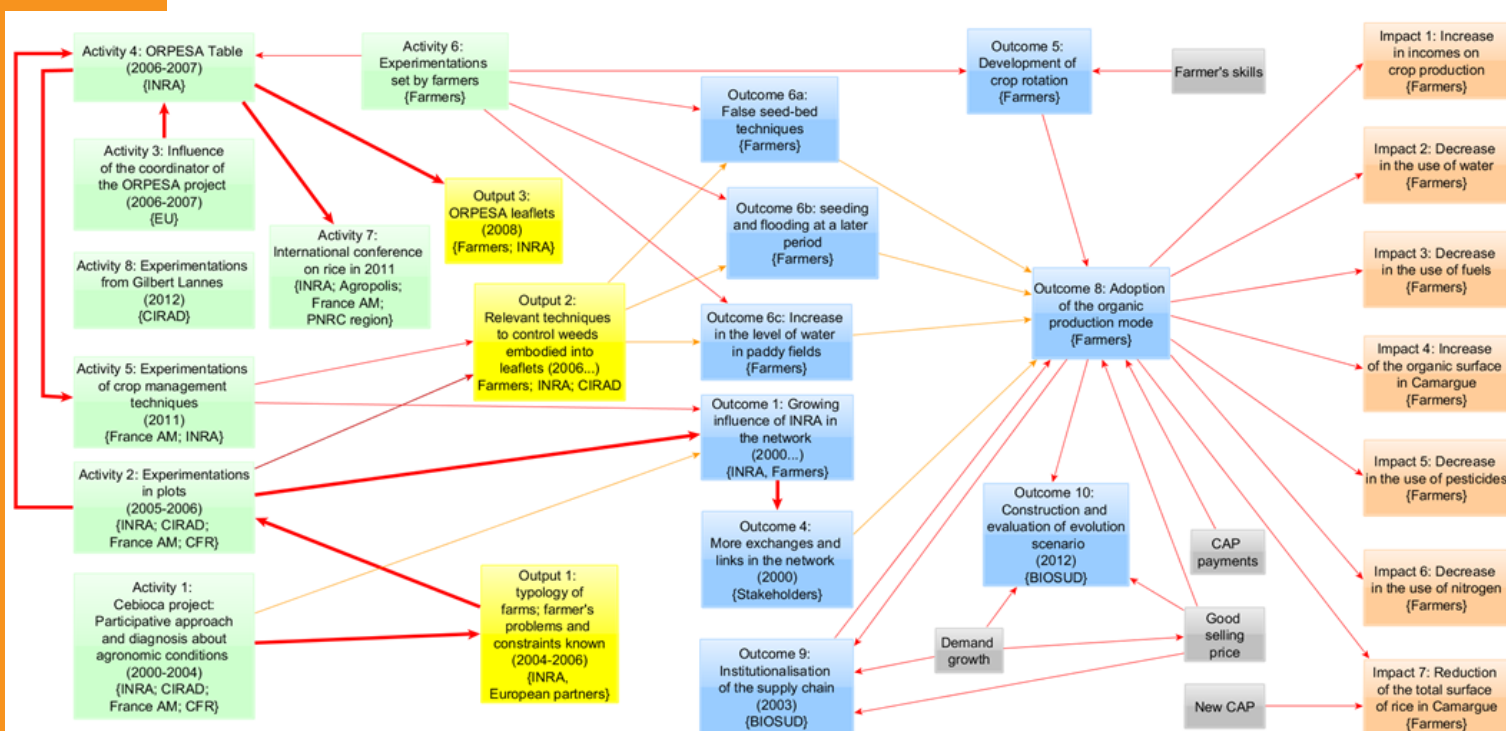 Activity 4: ORPESA Table
(2006-2007)
{INRA}
Activity 3: Influence
of the coordinator of
the ORPESA project
(2006-2007)
{EU}
Activity 8: Experimentations
from Gilbert Lannes
(2012)
{CIRAD}
Activity 5: Experimentations
of crop management
techniques
(2011)
{France AM; INRA}
Activity 2: Experimentations
in plots
(2005-2006)
{INRA; CIRAD;
France AM; CFR}
Activity 1:
Cebioca project:
Participative approach
and diagnosis about
agronomic conditions
(2000-2004)
{INRA; CIRAD;
France AM; CFR}
Activity 6:
Experimentations
set by farmers
{Farmers}
Activity 7:
International conference
on rice in 2011
{INRA; Agropolis;
France AM;
PNRC region}
Output 3:
ORPESA leaflets
(2008)
{Farmers; INRA}
Output 2:
Relevant techniques
to control weeds
embodied into
leaflets (2006...)
Farmers; INRA; CIRAD
Output 1:
typology of
farms; farmer's
problems and
constraints known
(2004-2006)
{INRA,
European partners}
Outcome 6a:
False seed-bed
techniques
{Farmers}
Outcome 6b: seeding
and flooding at a later
period
{Farmers}
Outcome 6c: Increase
in the level of water
in paddy fields
{Farmers}
Outcome 1: Growing
influence of INRA in
the network
(2000...)
{INRA, Farmers}
Outcome 4:
More exchanges and
links in the network
(2000)
{Stakeholders}
Outcome 9:
Institutionalisation
of the supply chain
(2003)
{BIOSUD}
Outcome 5:
Development of
crop rotation
{Farmers}
Farmer's skills
Outcome 8: Adoption
of the organic
production mode
{Farmers}
Outcome 10:
Construction and
evaluation of evolution
scenario
(2012)
{BIOSUD}
Demand
growth
CAP
payments
Good
selling
price
New CAP
Impact 1: Increase
in incomes on
crop production
{Farmers}
Impact 2: Decrease
in the use of water
{Farmers}
Impact 3: Decrease
in the use of fuels
{Farmers}
Impact 4: Increase
of the organic surface
in Camargue
{Farmers}
Impact 5: Decrease
in the use of pesticides
{Farmers}
Impact 6: Decrease
in the use of nitrogen
{Farmers}
Impact 7: Reduction
of the total surface
of rice in Camargue
{Farmers}